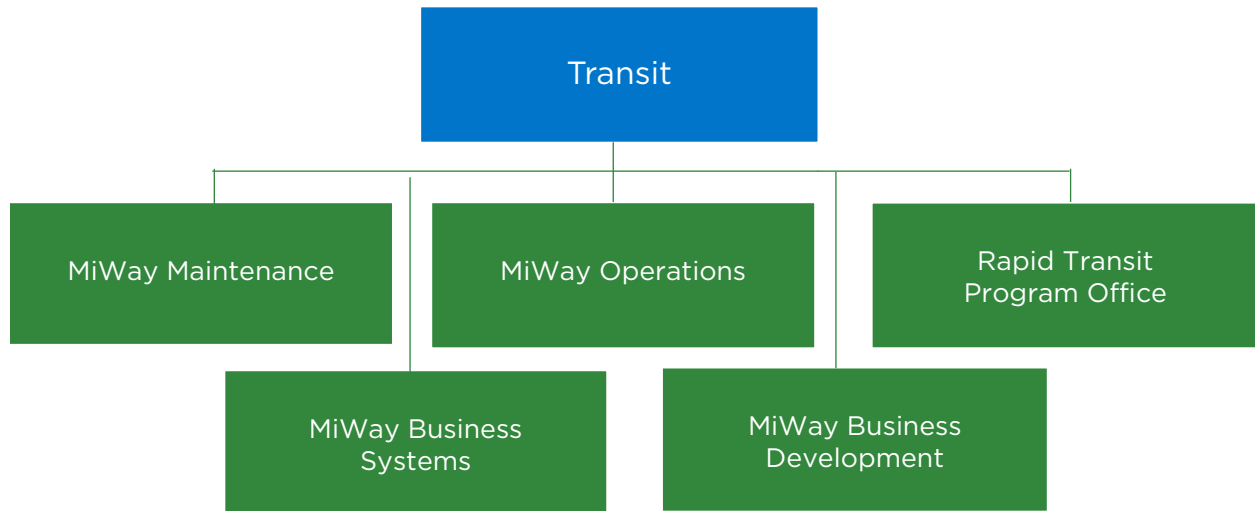 Transit
MiWay Maintenance
MiWay Operations
Rapid Transit
Program Office
MiWay Business
Systems
MiWay Business
Development